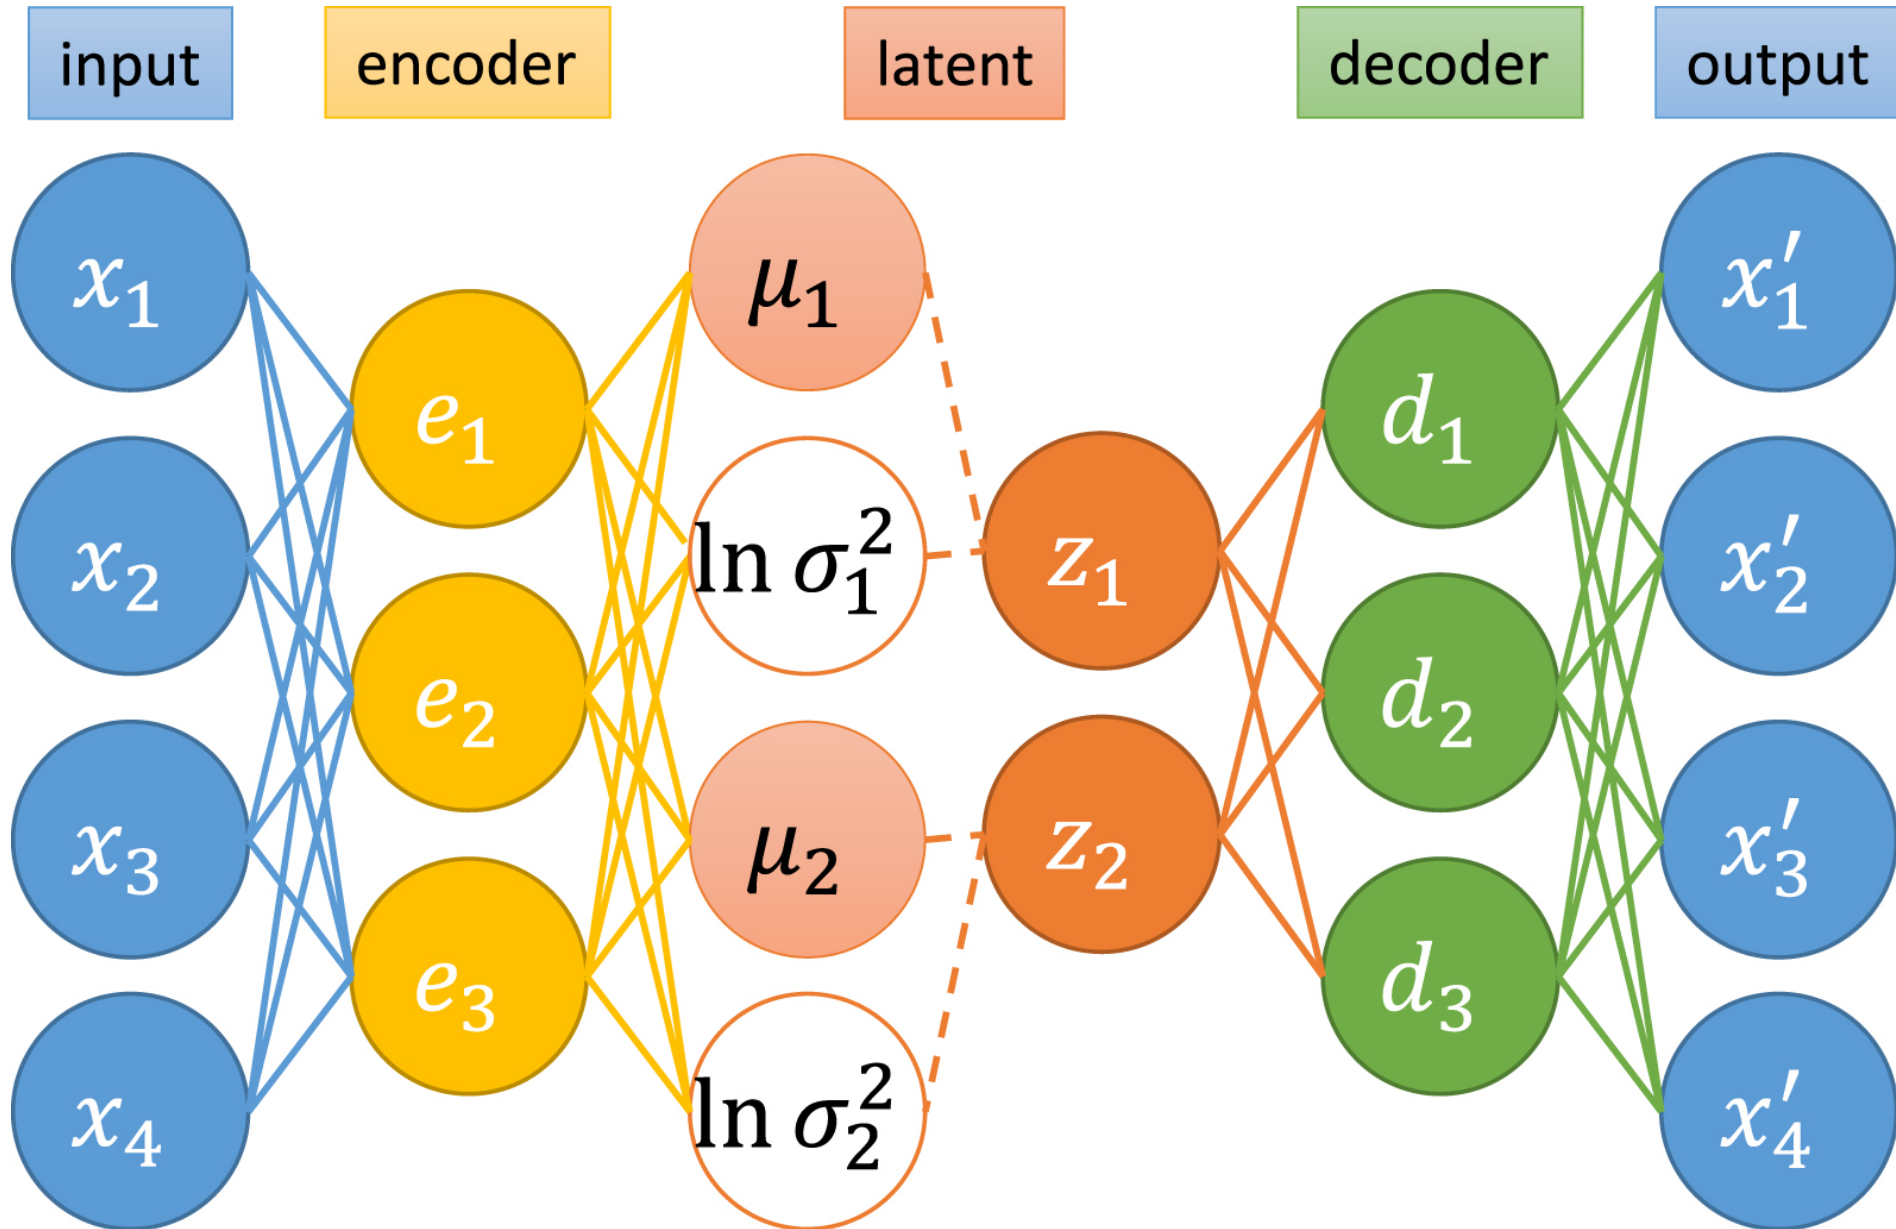 input encoder latent decoder output
x₁ μ₁ x′₁
e₁ d₁
x₂ ln σ₁² z₁ x′₂
e₂ d₂
x₃ μ₂ z₂ x′₃
e₃ d₃
x₄ ln σ₂² x′₄